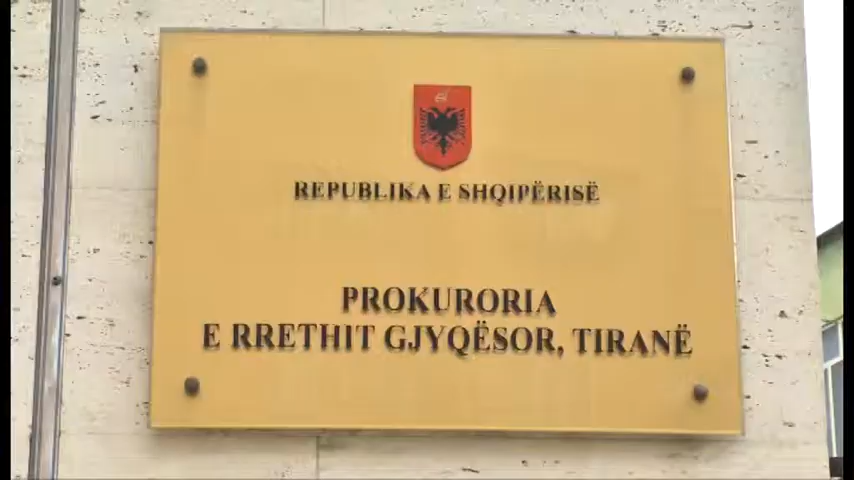 REPUBLIKA E SHQIPËRISË
PROKURORIA
E RRETHIT GJYQËSOR, TIRANË